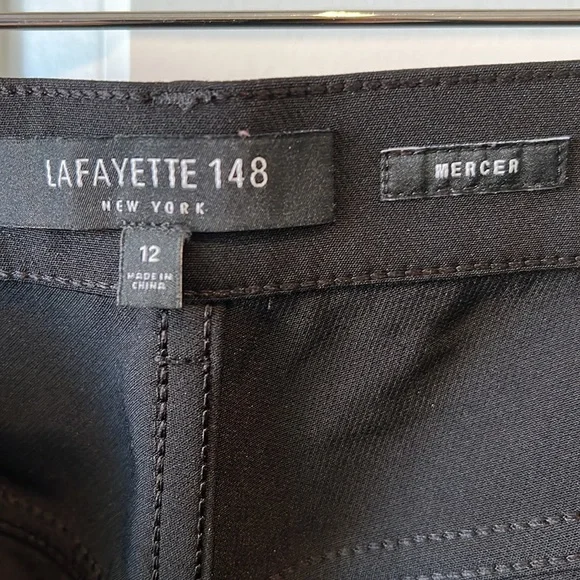 LAFAYETTE 148
NEW YORK
MERCER
12
MADE IN
CHINA